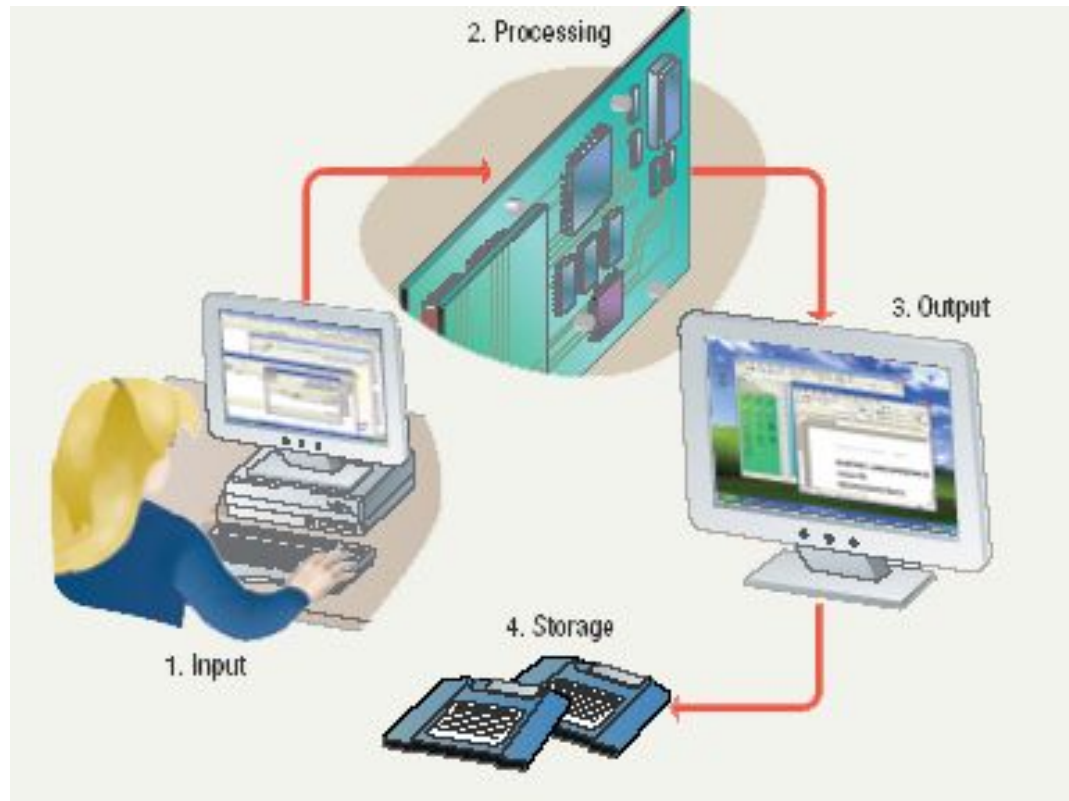 2. Processing
3. Output
1. Input
4. Storage